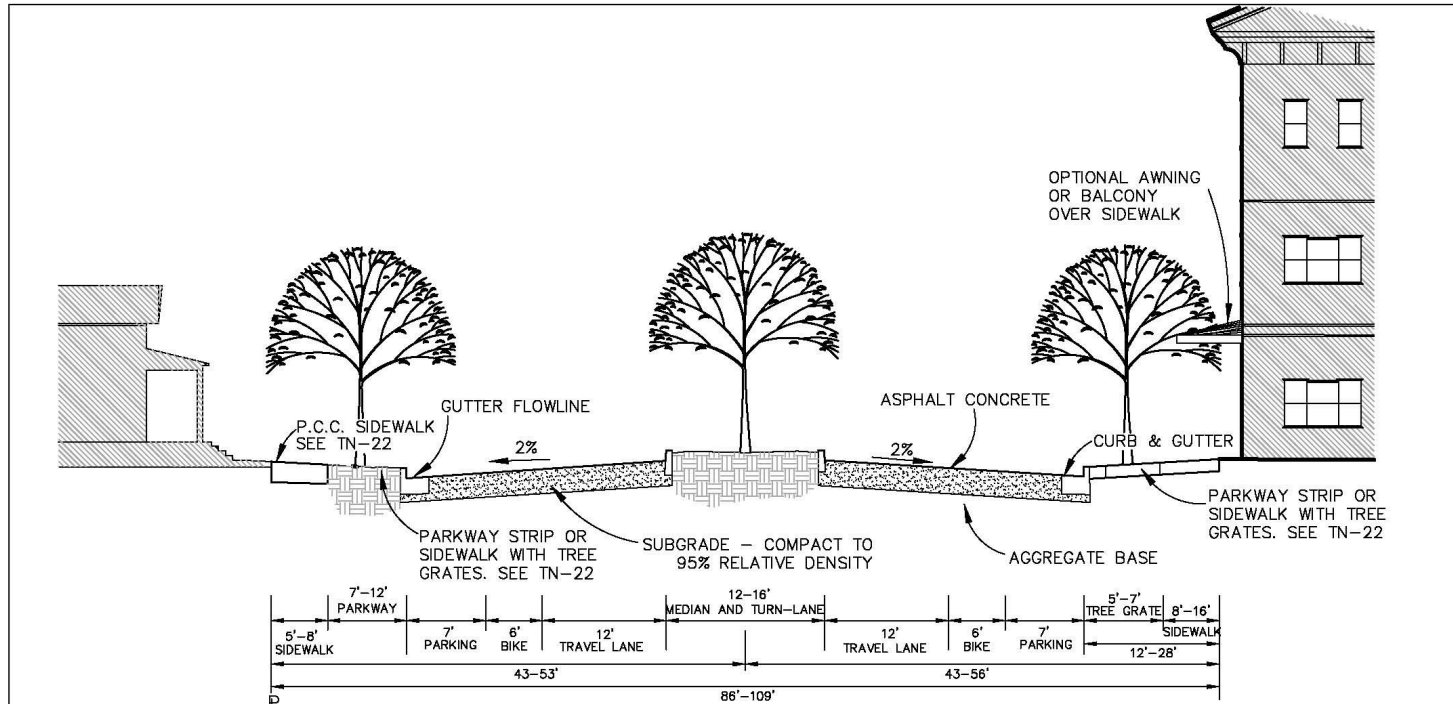 OPTIONAL AWNING
OR BALCONY
OVER SIDEWALK
P.C.C. SIDEWALK
SEE TN-22
GUTTER FLOWLINE
2%
2%
ASPHALT CONCRETE
CURB & GUTTER
PARKWAY STRIP OR
SIDEWALK WITH TREE
GRATES. SEE TN-22
SUBGRADE - COMPACT TO
95% RELATIVE DENSITY
AGGREGATE BASE
PARKWAY STRIP OR
SIDEWALK WITH TREE
GRATES. SEE TN-22
7'-12'
PARKWAY
12-16'
MEDIAN AND TURN-LANE
5'-7'
TREE GRATE
8'-16'
SIDEWALK
5'-8'
SIDEWALK
7'
PARKING
6'
BIKE
12'
TRAVEL LANE
12'
TRAVEL LANE
6'
BIKE
7'
PARKING
12'-28'
43-53'
43-56'
86'-109'